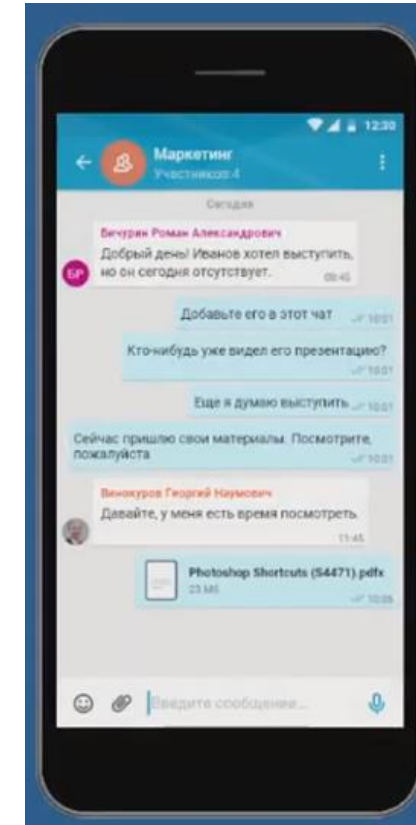 12:30
Маркетинг
Участников:4
Сегодня
Бичурин Роман Александрович
Добрый день! Иванов хотел выступить,
но он сегодня отсутствует.
09:45
БР
Добавьте его в этот чат
10:01
Кто-нибудь уже видел его презентацию?
10:01
Еще я думаю выступить
10:01
Сейчас пришлю свои материалы. Посмотрите,
пожалуйста
10:01
Винокуров Георгий Наумович
Давайте, у меня есть время посмотреть.
11:45
Photoshop Shortcuts (54471).pdfx
23 Мб
10:05
Введите сообщение...